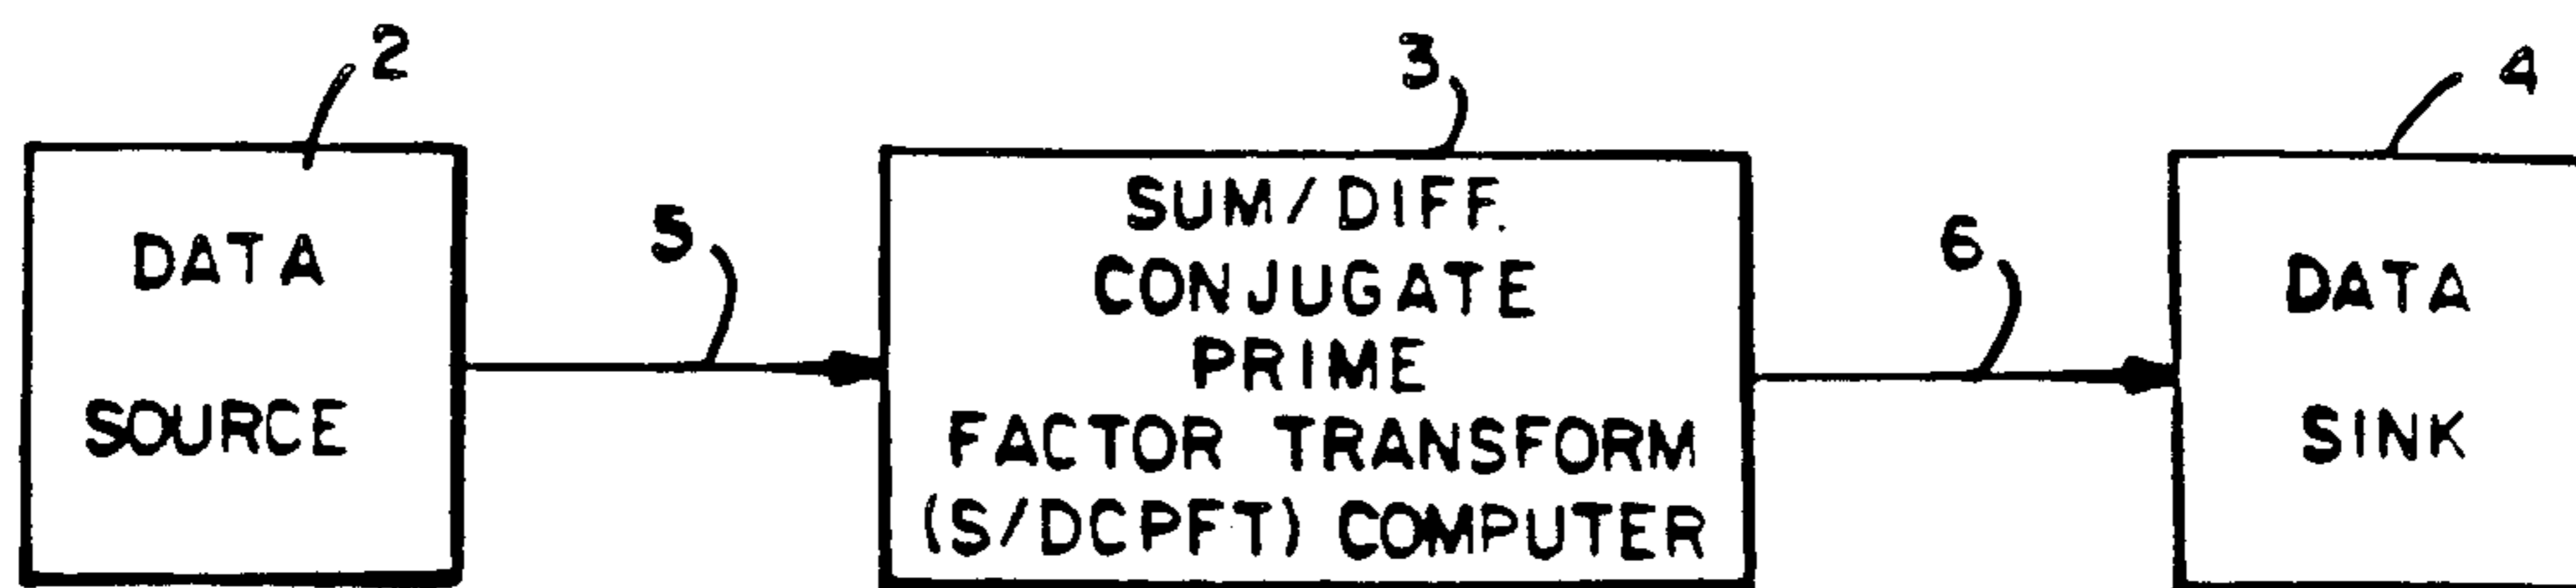 2
DATA
SOURCE
5
3
SUM/DIFF.
CONJUGATE
PRIME
FACTOR TRANSFORM
(S/DCPFT) COMPUTER
6
4
DATA
SINK